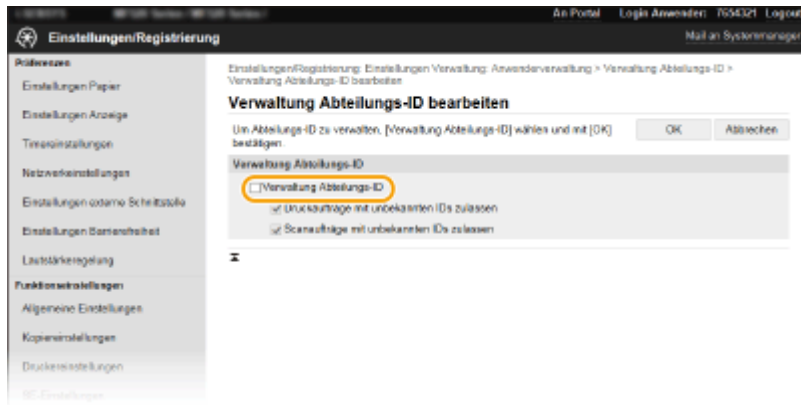 An Portal Login Anwender: 7654321 Logout
Einstellungen/Registrierung
Mail an Systemmanager
Präferenzen
Einstellungen Papier
Einstellungen Anzeige
Timereinstellungen
Netzwerkeinstellungen
Einstellungen externe Schnittstelle
Einstellungen Barrierefreiheit
Lautstärkeregelung
Funktionseinstellungen
Allgemeine Einstellungen
Kopiereinstellungen
Druckereinstellungen
Einstellungen/Registrierung: Einstellungen Verwaltung: Anwenderverwaltung > Verwaltung Abteilungs-ID >
Verwaltung Abteilungs-ID bearbeiten
Verwaltung Abteilungs-ID bearbeiten
Um Abteilungs-ID zu verwalten, [Verwaltung Abteilungs-ID] wählen und mit [OK]
bestätigen.
OK Abbrechen
Verwaltung Abteilungs-ID
Verwaltung Abteilungs-ID
Druckaufträge mit unbekannten IDs zulassen
Scanaufträge mit unbekannten IDs zulassen